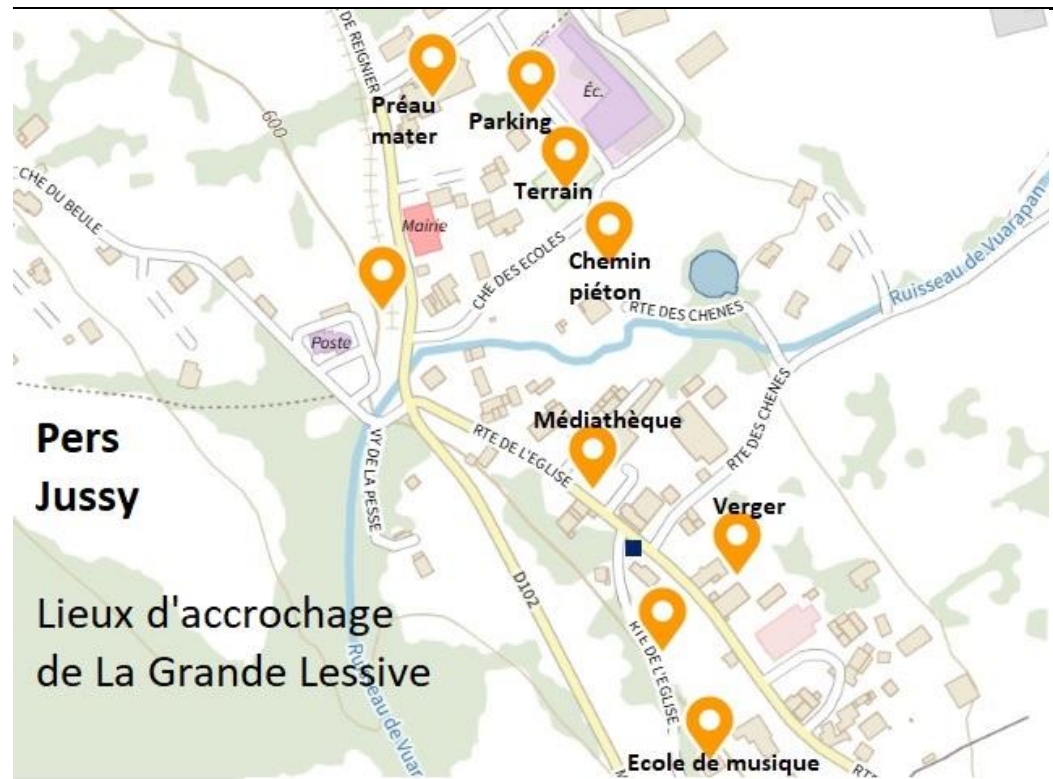 DE REIGNIER
600
Préau
mater
Parking
Éc.
Terrain
CHE DU BEULE
Mairie
CHE DES ECOLES
Chemin
piéton
Ruisseau de Vuarapan
RTE DES CHENES
Poste
Médiathèque
RTE DES CHENES
Pers
Jussy
VY DE LA PESSE
RTE DE L'EGLISE
Verger
D102
Lieux d'accrochage
de La Grande Lessive
Ruisseau de Vuar
RTE DE L'EGLISE
Ecole de musique
RTE